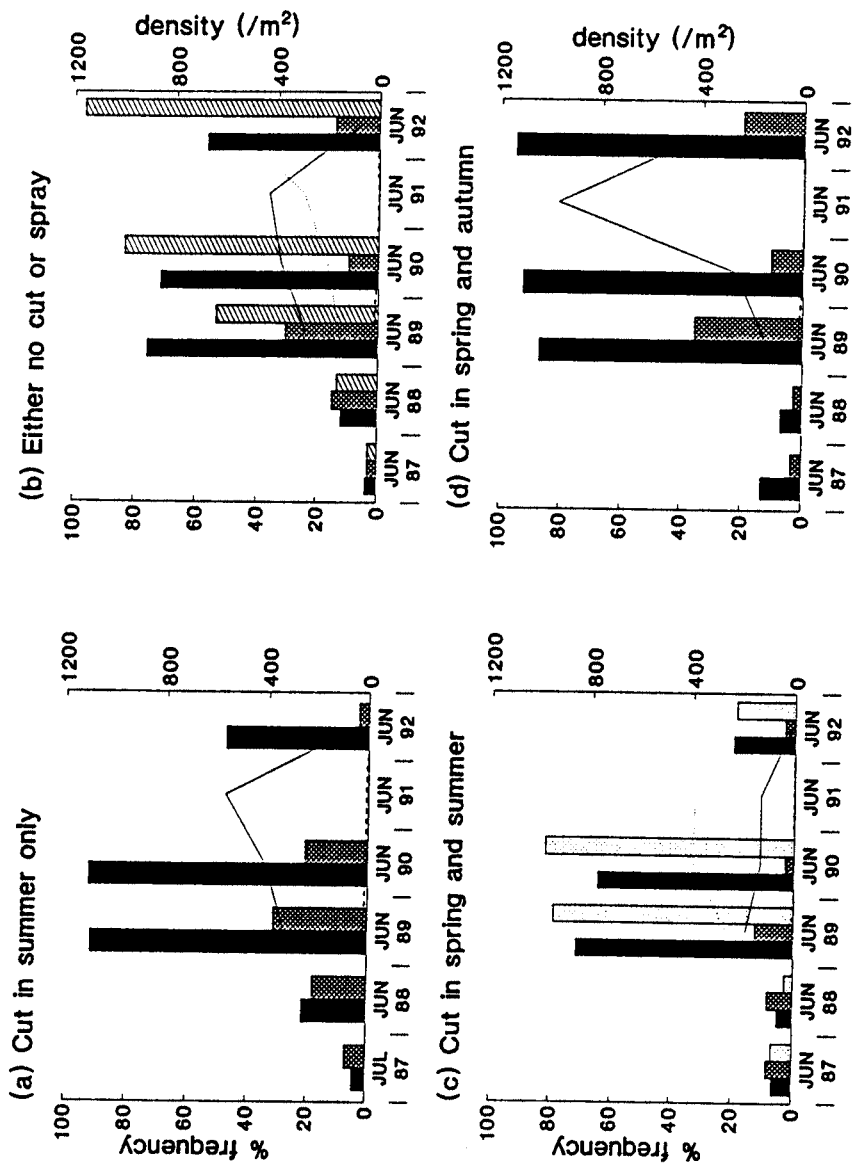 (a) Cut in summer only
% frequency
100
80
60
40
20
0
1200
800
400
0
JUL JUN JUN JUN JUN JUN
87 88 89 90 91 92
(b) Either no cut or spray
100
80
60
40
20
0
1200
800
400
0
density (/m²)
JUN JUN JUN JUN JUN JUN
87 88 89 90 91 92
(c) Cut in spring and summer
% frequency
100
80
60
40
20
0
1200
800
400
0
JUN JUN JUN JUN JUN JUN
87 88 89 90 91 92
(d) Cut in spring and autumn
100
80
60
40
20
0
1200
800
400
0
density (/m²)
JUN JUN JUN JUN JUN JUN
87 88 89 90 91 92